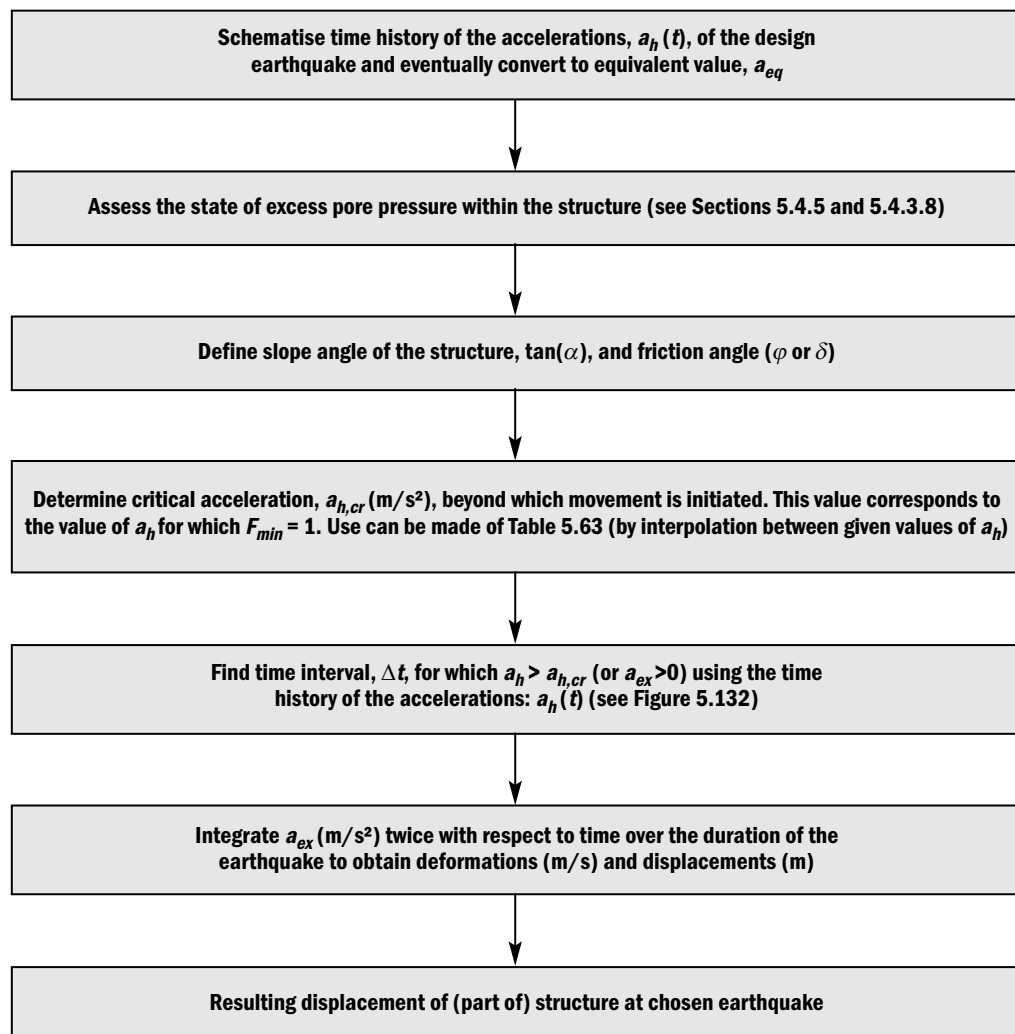 Schematise time history of the accelerations, a_h (t), of the design
earthquake and eventually convert to equivalent value, a_eq
Assess the state of excess pore pressure within the structure (see Sections 5.4.5 and 5.4.3.8)
Define slope angle of the structure, tan(α), and friction angle (φ or δ)
Determine critical acceleration, a_h,cr (m/s²), beyond which movement is initiated. This value corresponds to
the value of a_h for which F_min = 1. Use can be made of Table 5.63 (by interpolation between given values of a_h)
Find time interval, Δt, for which a_h > a_h,cr (or a_ex >0) using the time
history of the accelerations: a_h (t) (see Figure 5.132)
Integrate a_ex (m/s²) twice with respect to time over the duration of the
earthquake to obtain deformations (m/s) and displacements (m)
Resulting displacement of (part of) structure at chosen earthquake